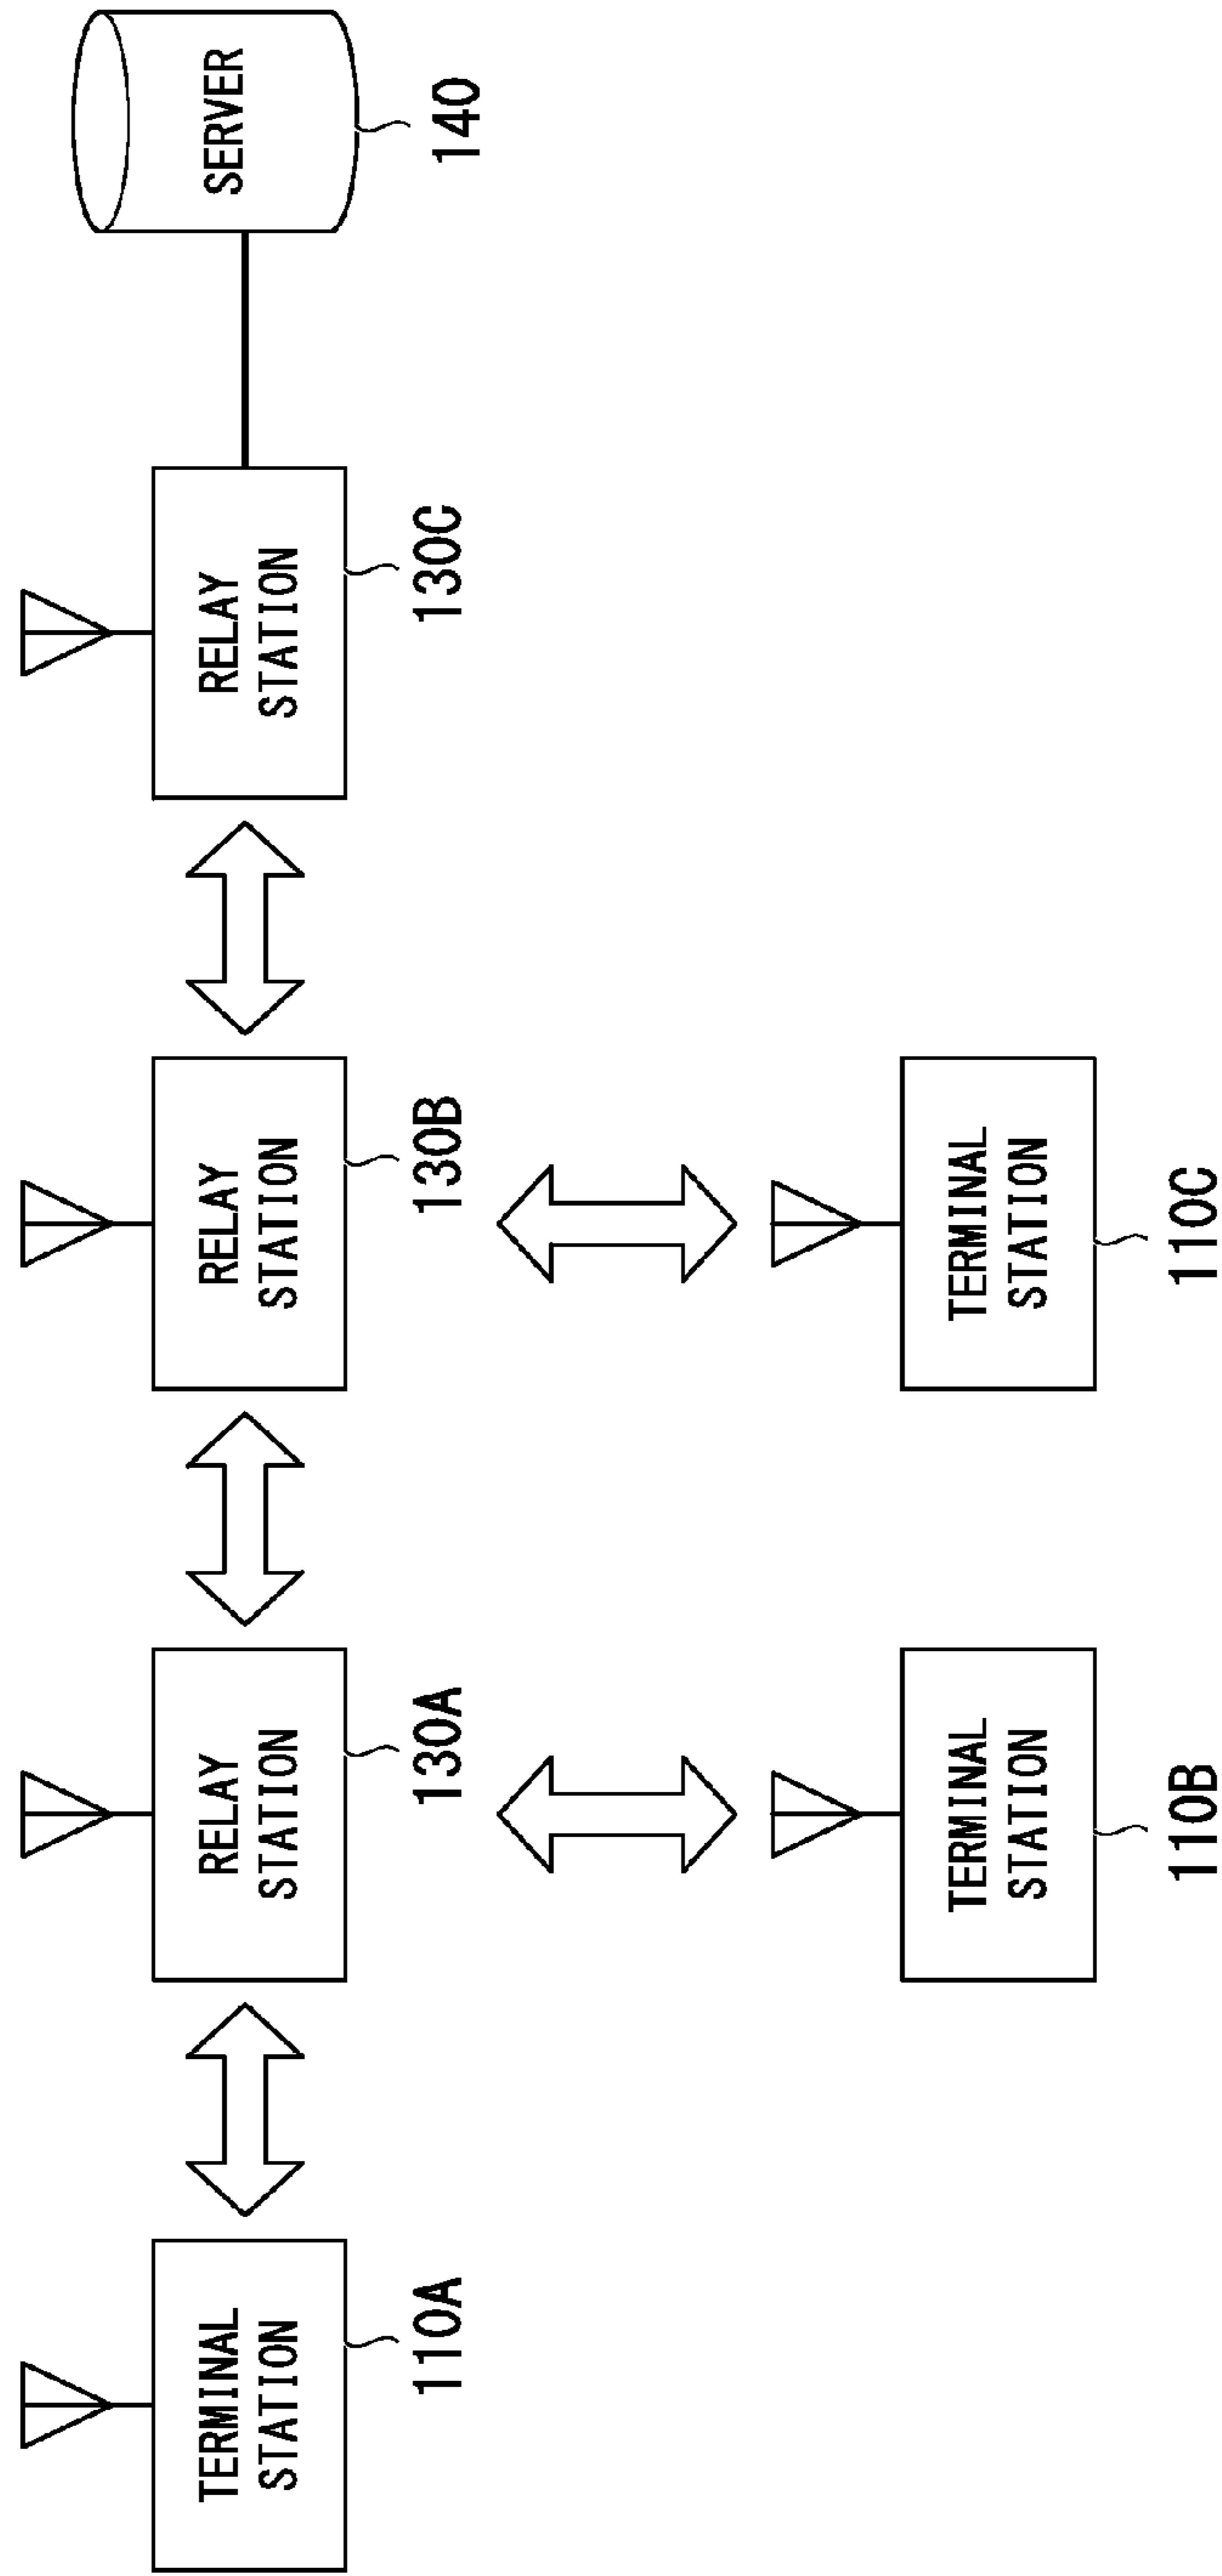 TERMINAL
STATION
110A
RELAY
STATION
130A
RELAY
STATION
130B
RELAY
STATION
130C
SERVER
140
TERMINAL
STATION
110B
TERMINAL
STATION
110C